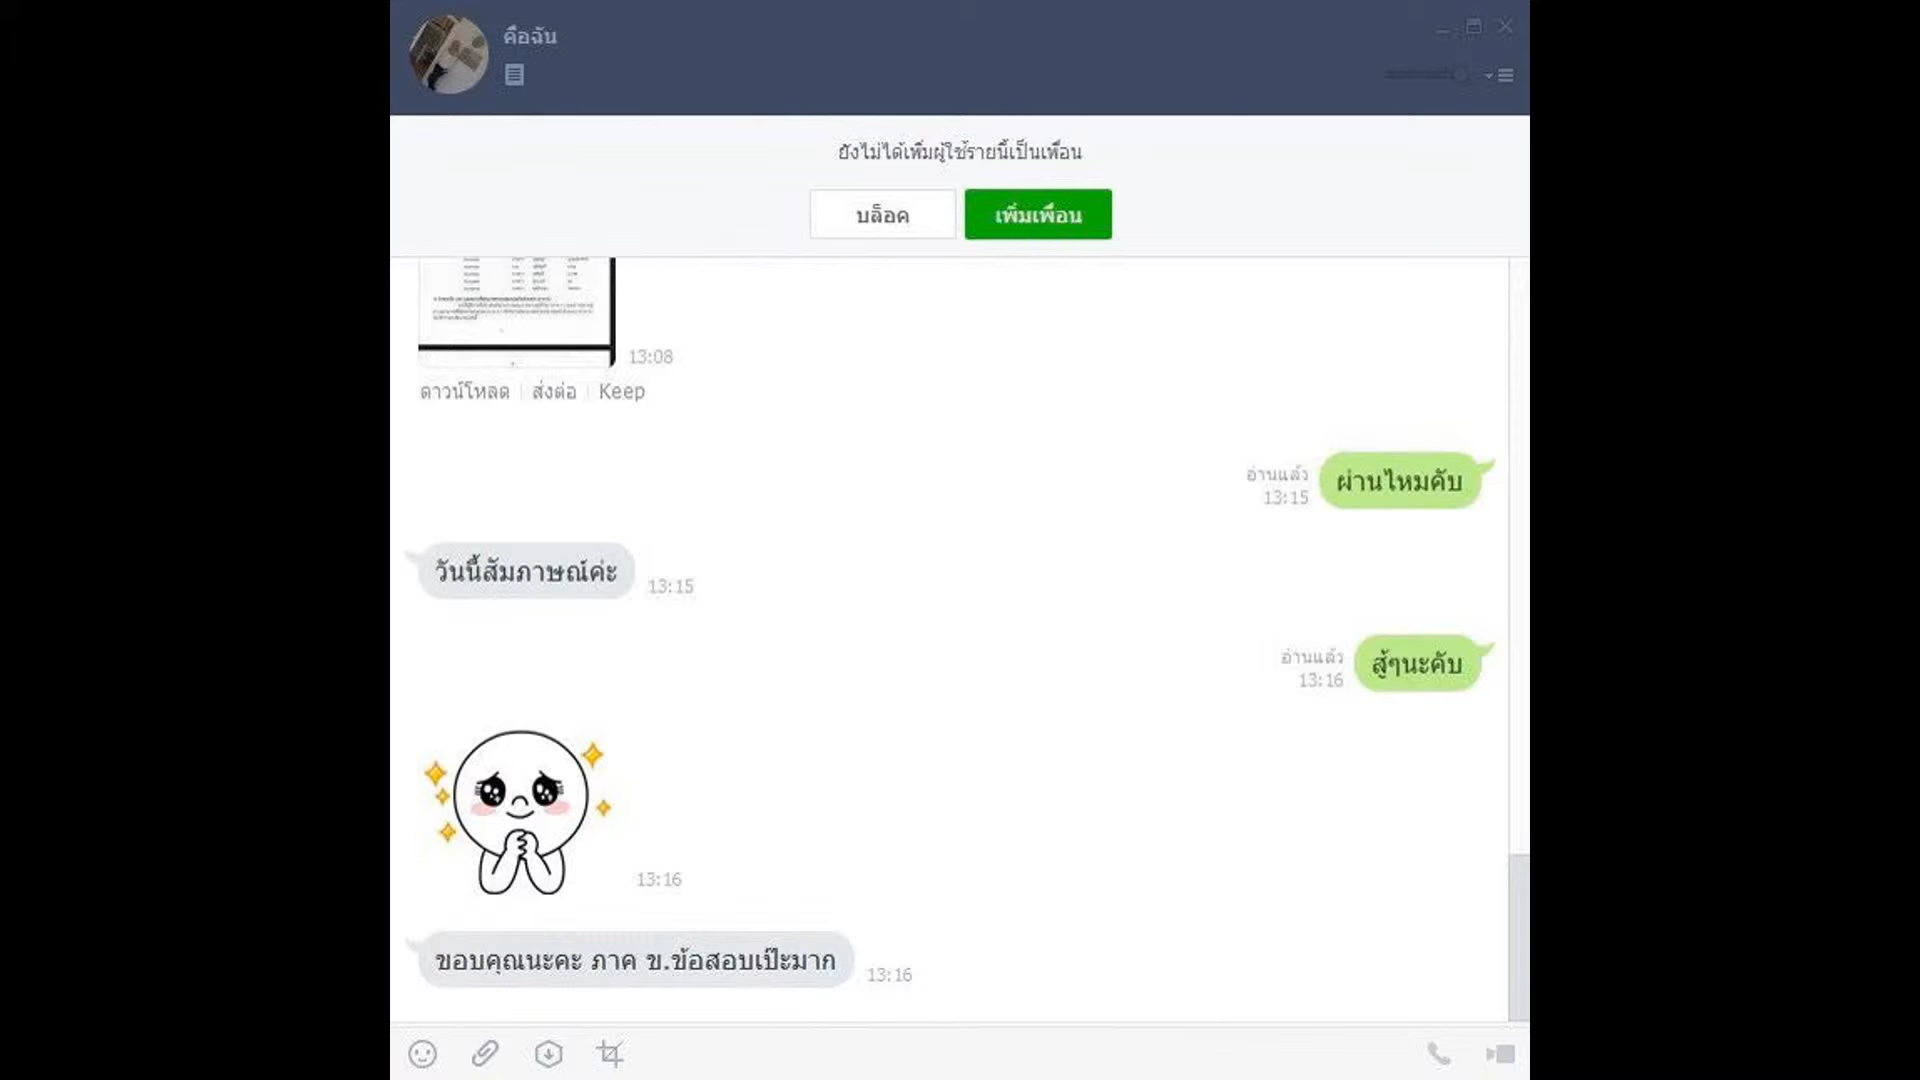 คือฉัน
ยังไม่ได้เพิ่มผู้ใช้รายนี้เป็นเพื่อน
บล็อค
เพิ่มเพื่อน
13:08
ดาวน์โหลด สั่งต่อ Keep
อ่านแล้ว
13:15
ผ่านไหมคับ
วันนี้สัมภาษณ์ค่ะ
13:15
อ่านแล้ว
13:16
สู้ๆนะคับ
13:16
ขอบคุณนะคะ ภาค ข.ข้อสอบเป๊ะมาก
13:16